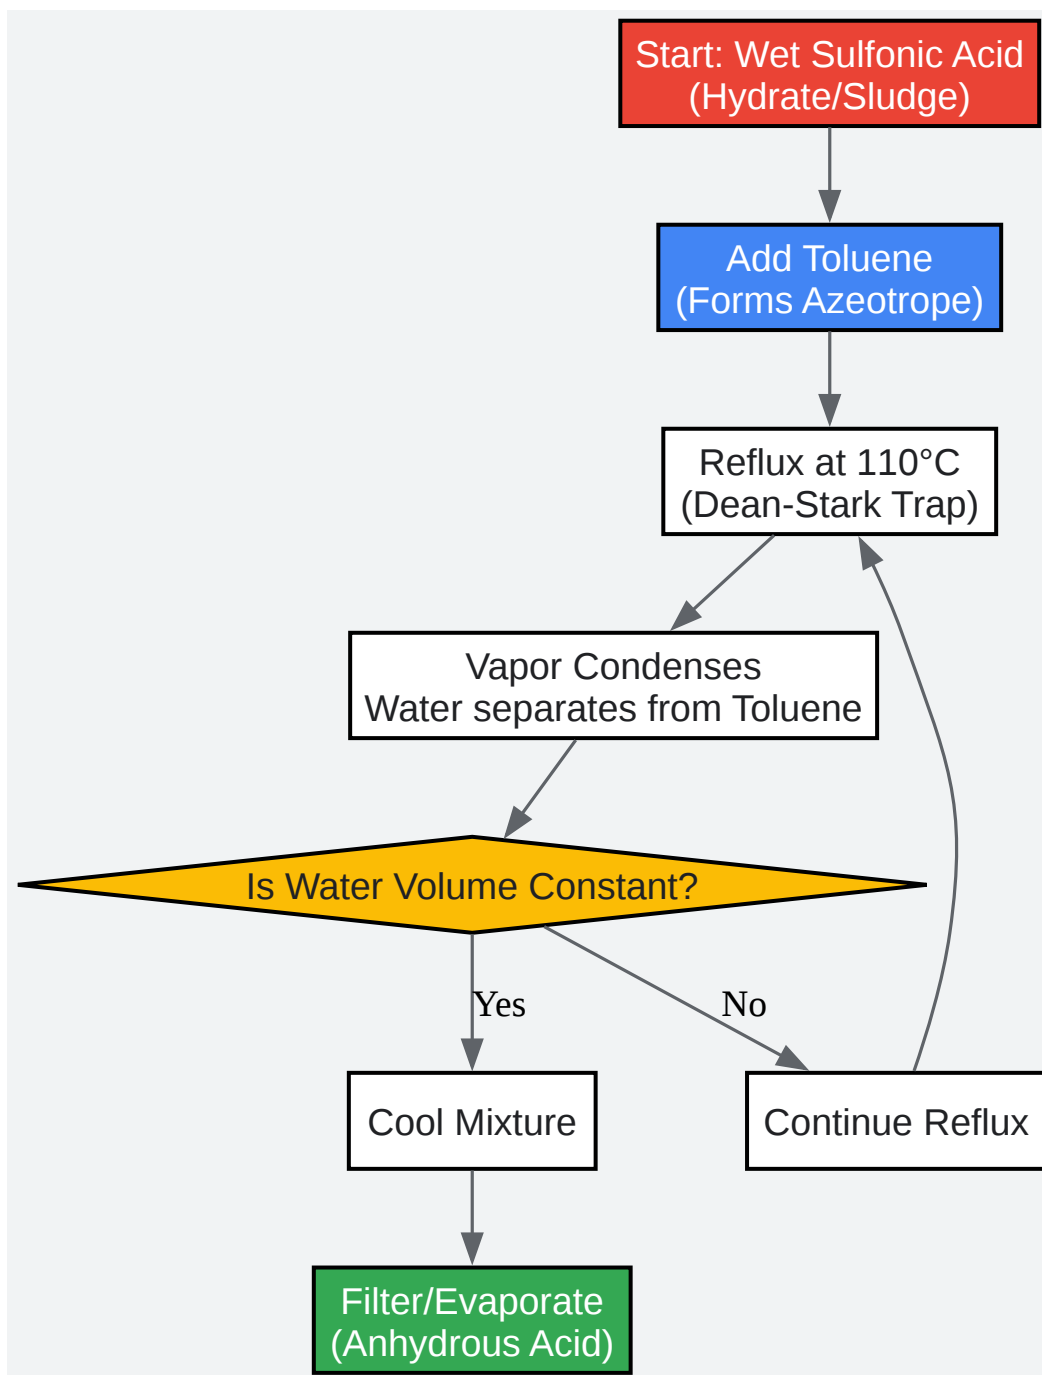 Start: Wet Sulfonic Acid
(Hydrate/Sludge)
Add Toluene
(Forms Azeotrope)
Reflux at 110°C
(Dean-Stark Trap)
Vapor Condenses
Water separates from Toluene
Is Water Volume Constant?
Yes
No
Cool Mixture
Continue Reflux
Filter/Evaporate
(Anhydrous Acid)